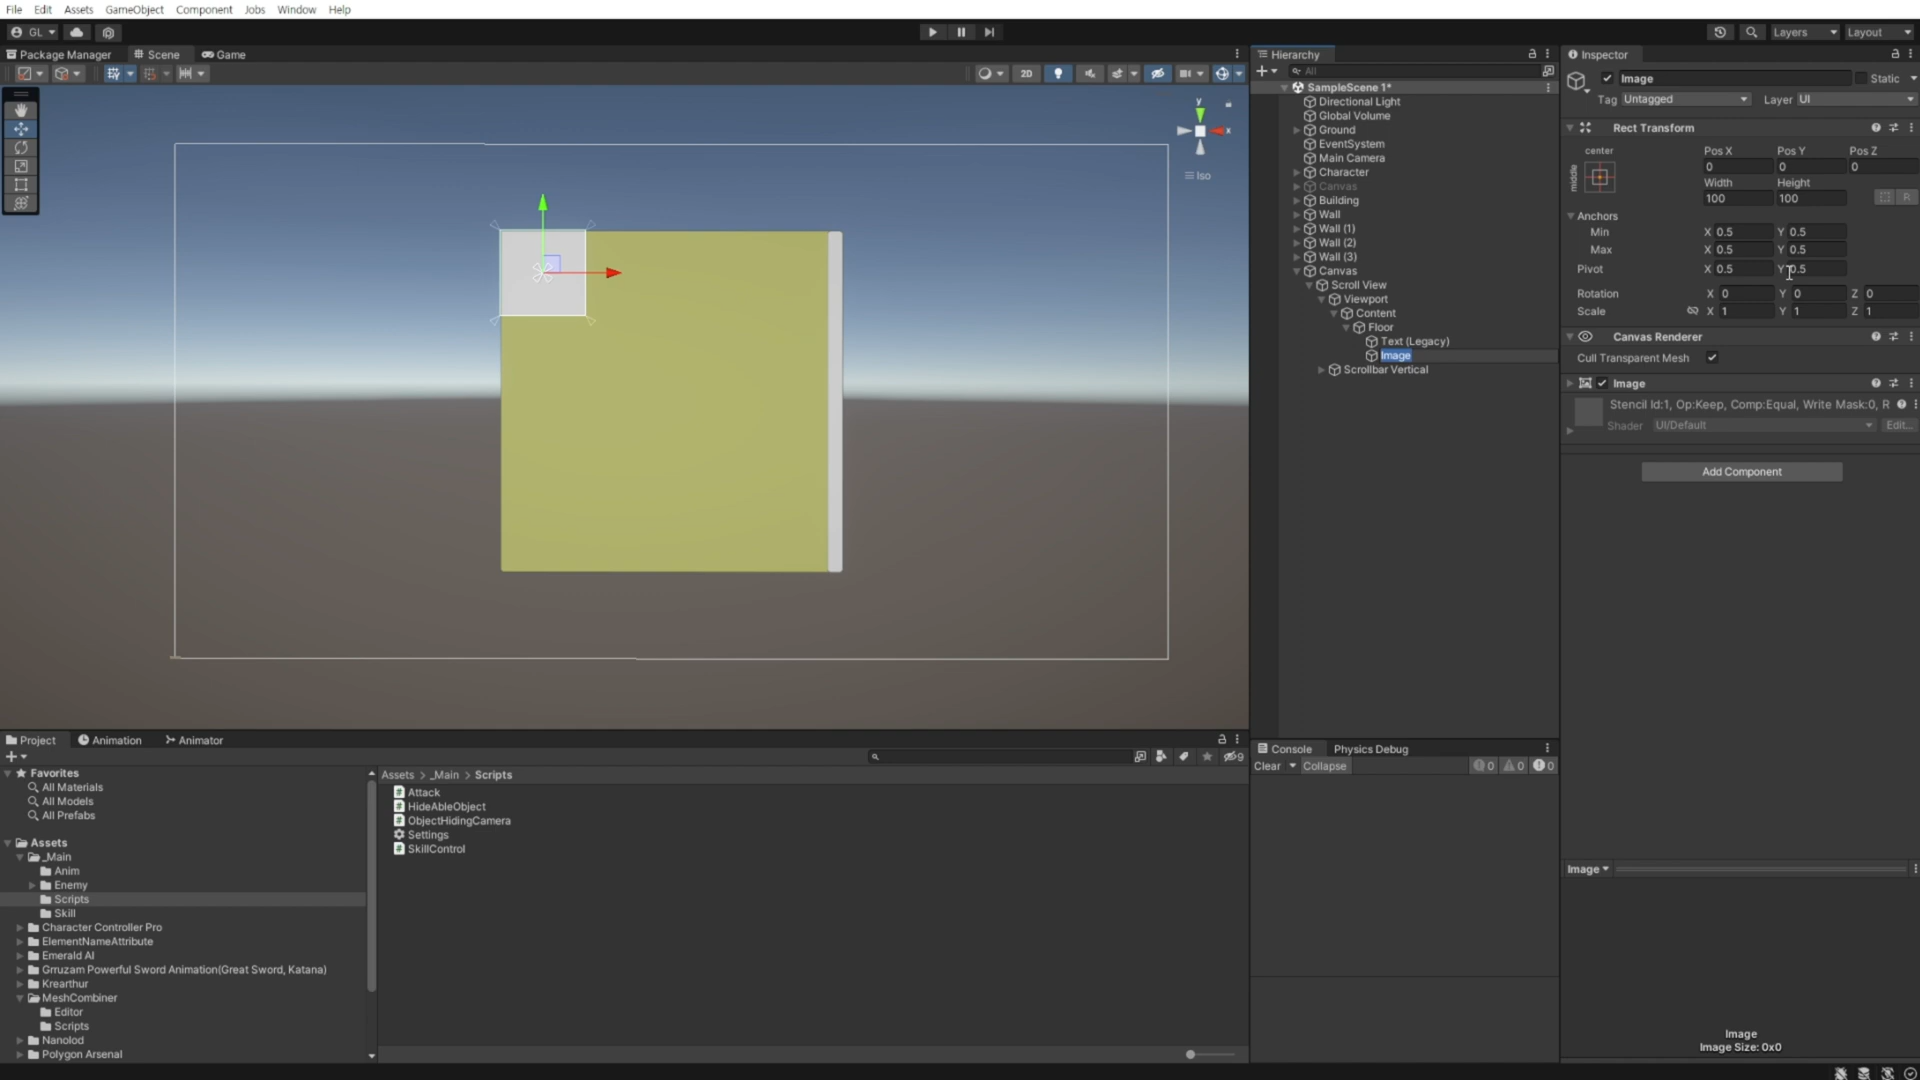 File Edit Assets GameObject Component Jobs Window Help
GL Layers Layout
Package Manager Scene Game
2D
y
x
Iso
Hierarchy
All
SampleScene 1*
Directional Light
Global Volume
Ground
EventSystem
Main Camera
Character
Canvas
Building
Wall
Wall (1)
Wall (2)
Wall (3)
Canvas
Scroll View
Viewport
Content
Floor
Text (Legacy)
Image
Scrollbar Vertical
Inspector
Image Static
Tag Untagged Layer UI
Rect Transform
center Pos X Pos Y Pos Z
middle 0 0 0
Width Height
100 100 R
Anchors
Min X 0.5 Y 0.5
Max X 0.5 Y 0.5
Pivot X 0.5 Y 0.5
Rotation X 0 Y 0 Z 0
Scale X 1 Y 1 Z 1
Canvas Renderer
Cull Transparent Mesh
Image
Stencil Id:1, Op:Keep, Comp:Equal, Write Mask:0, R
Shader UI/Default Edit...
Add Component
Image
Image
Image Size: 0x0
Project Animation Animator
9
Favorites
All Materials
All Models
All Prefabs
Assets
_Main
Anim
Enemy
Scripts
Skill
Character Controller Pro
ElementNameAttribute
Emerald AI
Grruzam Powerful Sword Animation(Great Sword, Katana)
Krearthur
MeshCombiner
Editor
Scripts
Nanolod
Polygon Arsenal
Assets > _Main > Scripts
Attack
HideAbleObject
ObjectHidingCamera
Settings
SkillControl
Console Physics Debug
Clear Collapse 0 0 0